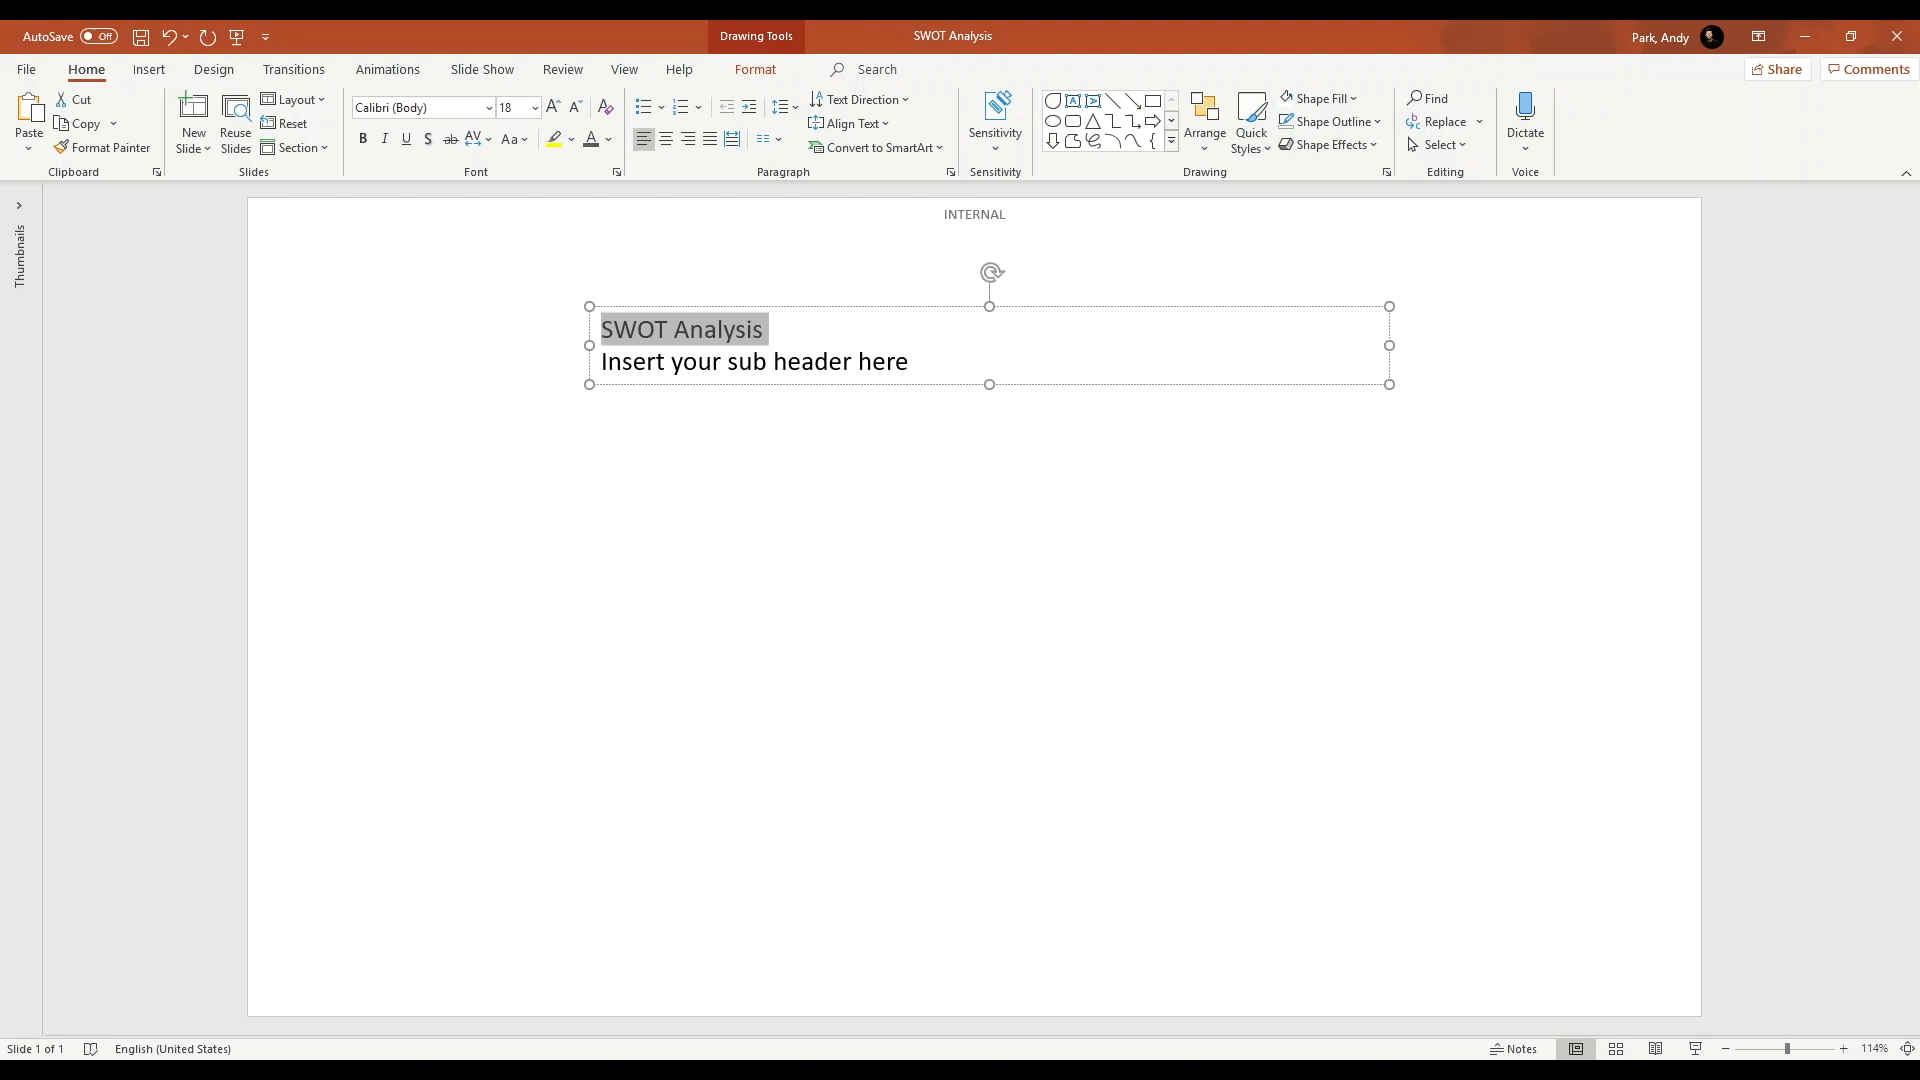 AutoSave Off Drawing Tools SWOT Analysis Park, Andy
File Home Insert Design Transitions Animations Slide Show Review View Help Format Search Share Comments
Paste Cut Copy Format Painter Clipboard
New Slide Reuse Slides Layout Reset Section Slides
Calibri (Body) 18 A A A
B I U S ab AV Aa A Font
Text Direction Align Text Convert to SmartArt Paragraph
Sensitivity Sensitivity
A A Arrange Quick Styles Shape Fill Shape Outline Shape Effects Drawing
Find Replace Select Editing
Dictate Voice
Thumbnails
INTERNAL
SWOT Analysis
Insert your sub header here
Slide 1 of 1 English (United States) Notes 114%